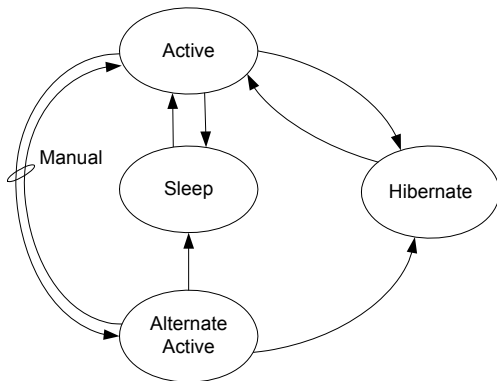 Active
Manual
Sleep
Hibernate
Alternate
Active